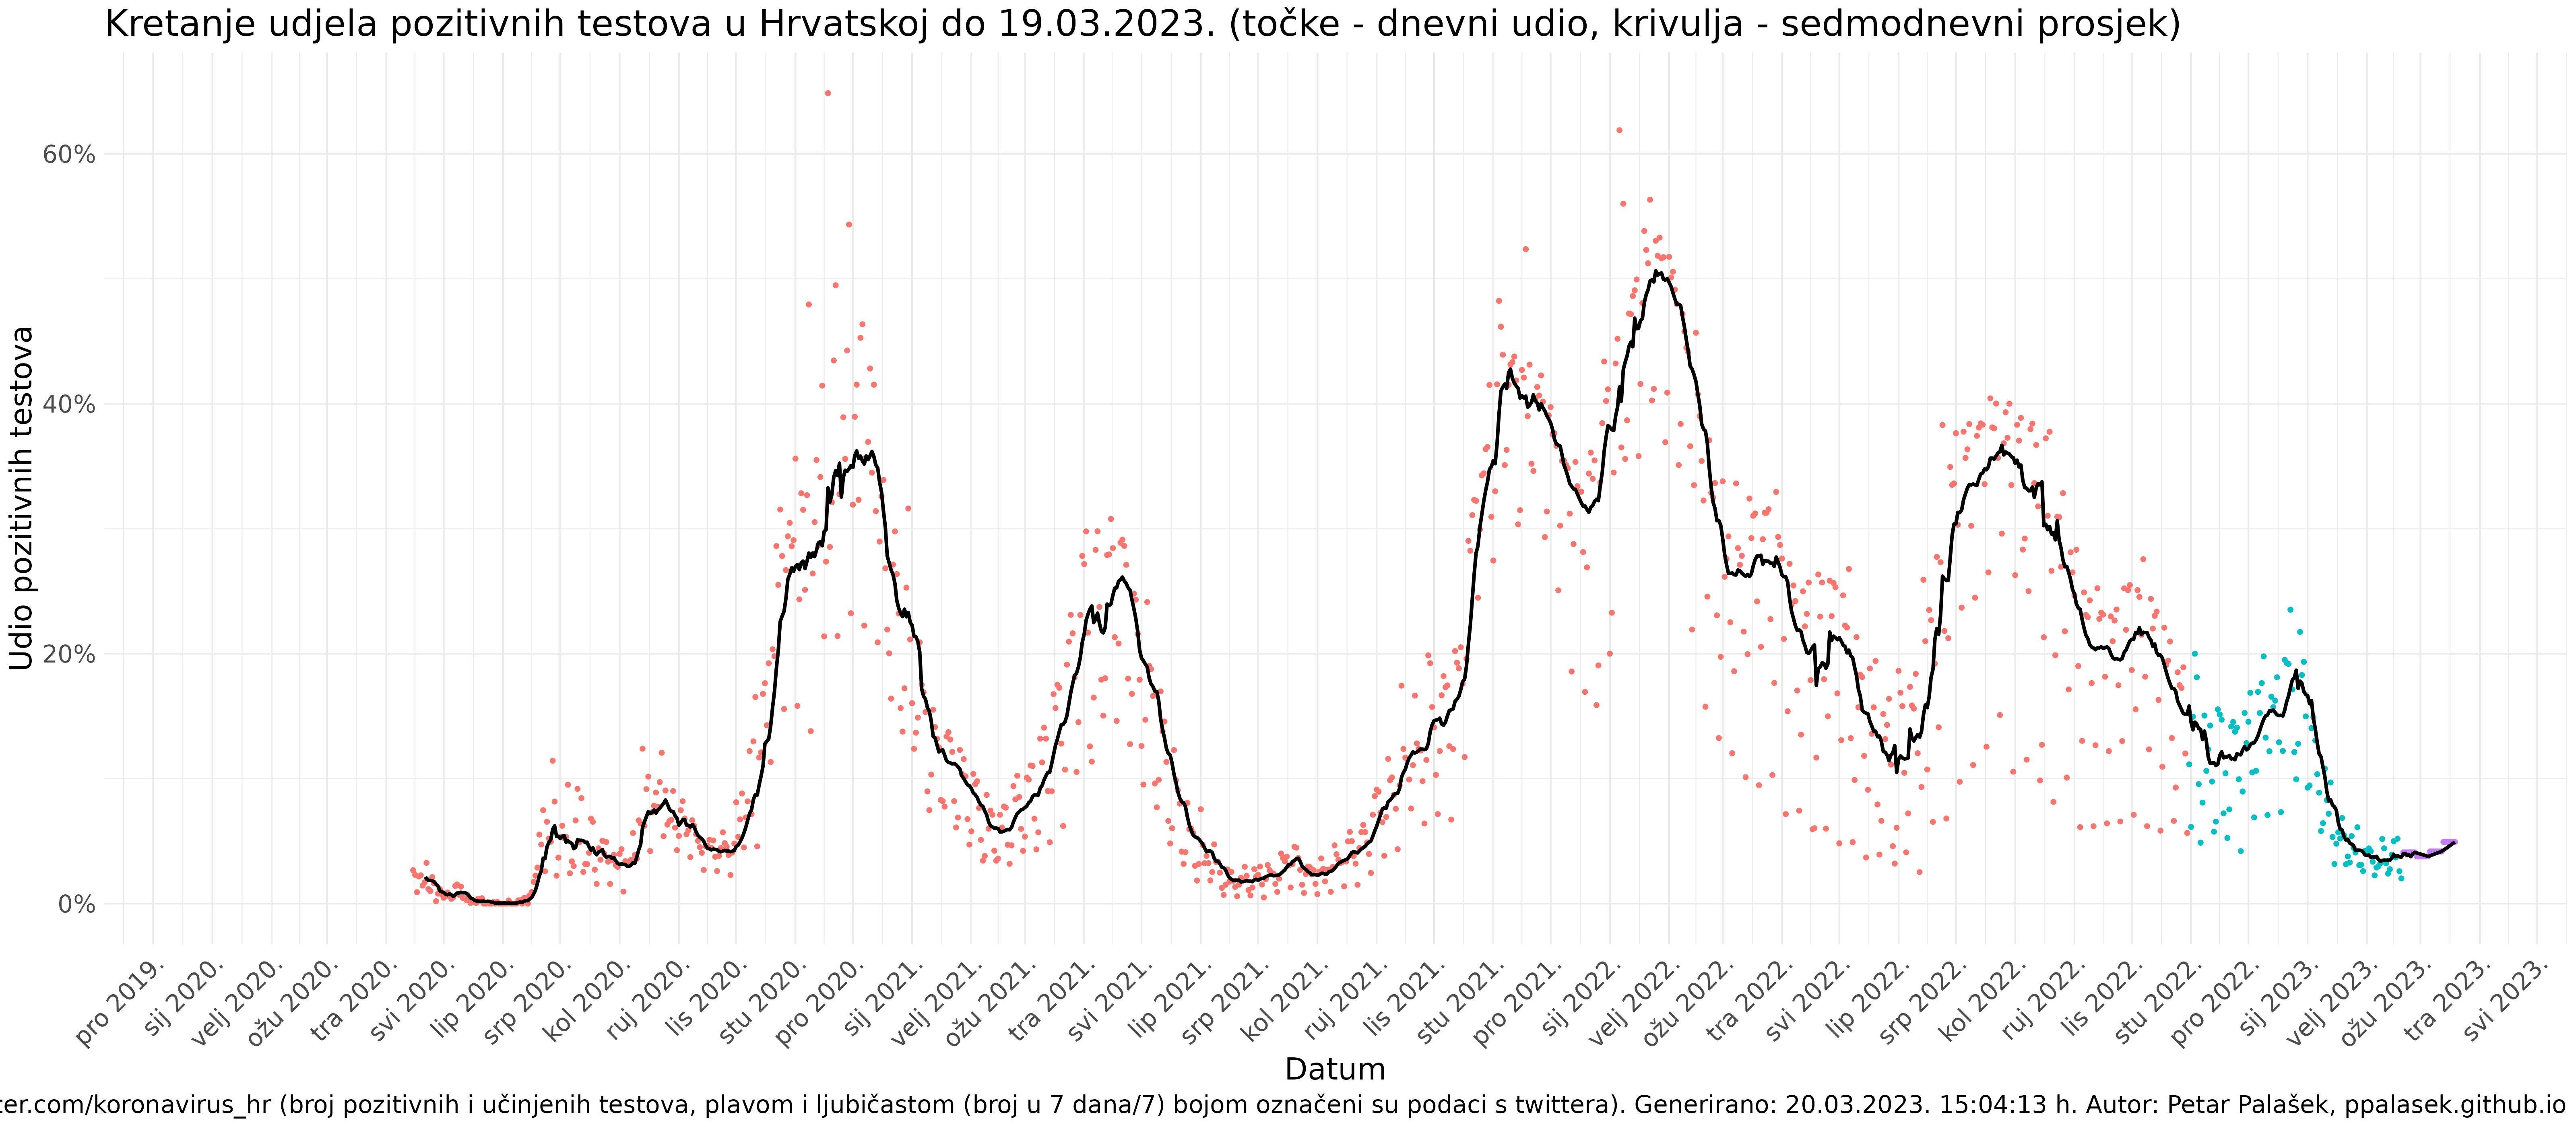 Kretanje udjela pozitivnih testova u Hrvatskoj do 19.03.2023. (točke - dnevni udio, krivulja - sedmodnevni prosjek)
Udio pozitivnih testova
60%
40%
20%
0%
pro 2019.
sij 2020.
velj 2020.
ožu 2020.
tra 2020.
svi 2020.
lip 2020.
srp 2020.
kol 2020.
ruj 2020.
lis 2020.
stu 2020.
pro 2020.
sij 2021.
velj 2021.
ožu 2021.
tra 2021.
svi 2021.
lip 2021.
srp 2021.
kol 2021.
ruj 2021.
lis 2021.
stu 2021.
pro 2021.
sij 2022.
velj 2022.
ožu 2022.
tra 2022.
svi 2022.
lip 2022.
srp 2022.
kol 2022.
ruj 2022.
lis 2022.
stu 2022.
pro 2022.
sij 2023.
velj 2023.
ožu 2023.
tra 2023.
svi 2023.
Datum
ter.com/koronavirus_hr (broj pozitivnih i učinjenih testova, plavom i ljubičastom (broj u 7 dana/7) bojom označeni su podaci s twittera). Generirano: 20.03.2023. 15:04:13 h. Autor: Petar Palašek, ppalasek.github.io